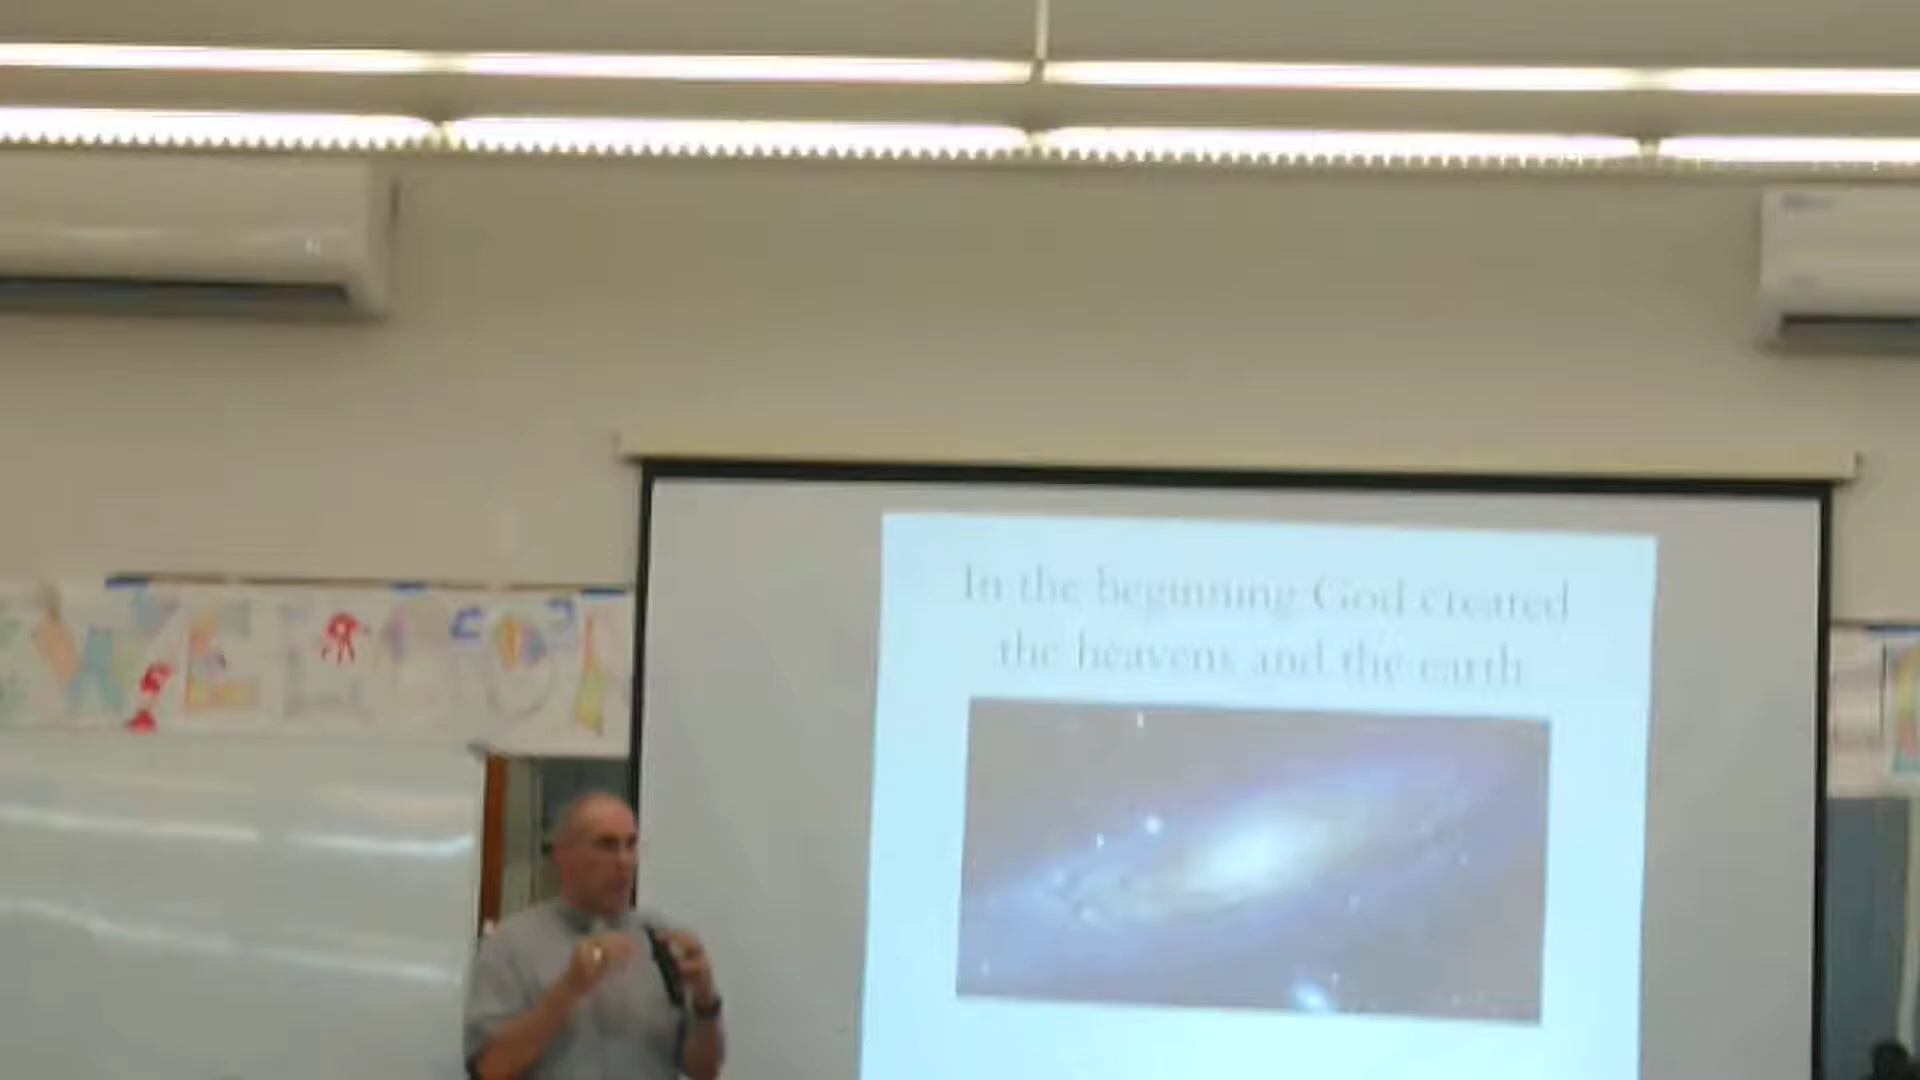 In the beginning God created
the heavens and the earth